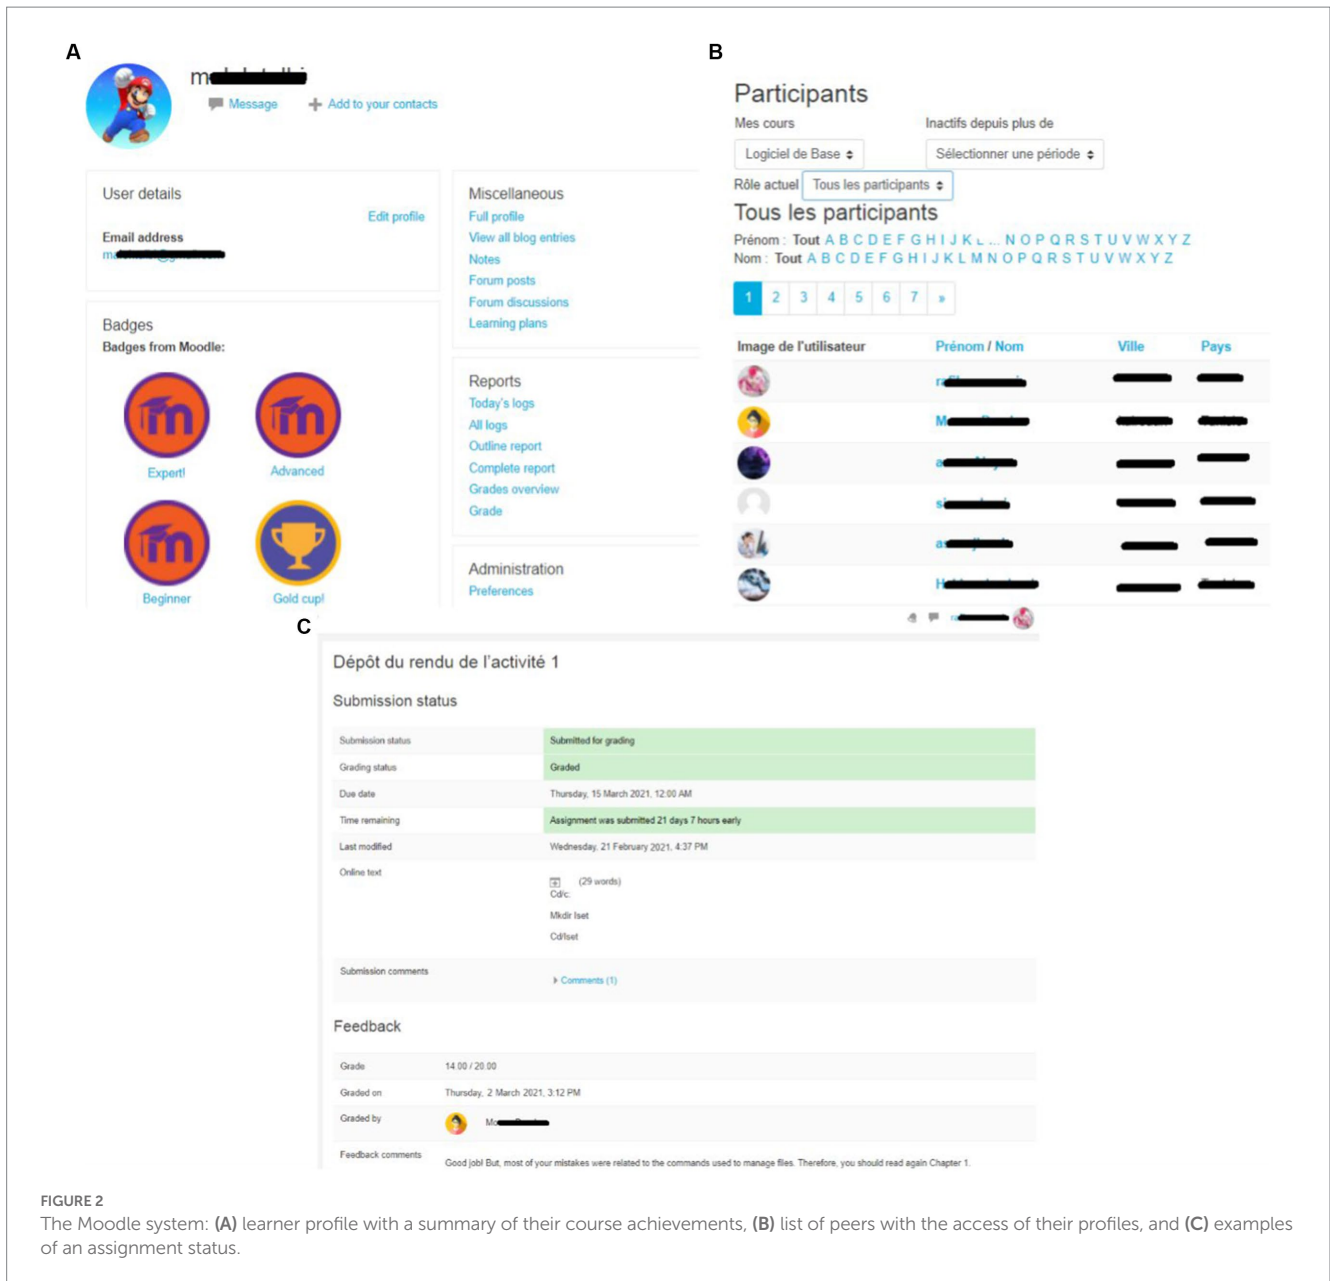 A
Message
Add to your contacts
User details
Edit profile
Email address
Badges
Badges from Moodle:
Expert!
Advanced
Beginner
Gold cup!
Miscellaneous
Full profile
View all blog entries
Notes
Forum posts
Forum discussions
Learning plans
Reports
Today's logs
All logs
Outline report
Complete report
Grades overview
Grade
Administration
Preferences
B
Participants
Mes cours
Inactifs depuis plus de
Logiciel de Base
Sélectionner une période
Rôle actuel Tous les participants
Tous les participants
Prénom : Tout A B C D E F G H I J K L ... N O P Q R S T U V W X Y Z
Nom : Tout A B C D E F G H I J K L M N O P Q R S T U V W X Y Z
1 2 3 4 5 6 7 »
Image de l'utilisateur Prénom / Nom Ville Pays
C
Dépôt du rendu de l'activité 1
Submission status
Submission status Submitted for grading
Grading status Graded
Due date Thursday, 15 March 2021, 12:00 AM
Time remaining Assignment was submitted 21 days 7 hours early
Last modified Wednesday, 21 February 2021, 4:37 PM
Online text
(29 words)
Cd/c:
Mkdir Iset
Cd/Iset
Submission comments
Comments (1)
Feedback
Grade 14.00 / 20.00
Graded on Thursday, 2 March 2021, 3:12 PM
Graded by
Feedback comments Good job! But, most of your mistakes were related to the commands used to manage files. Therefore, you should read again Chapter 1.
FIGURE 2
The Moodle system: (A) learner profile with a summary of their course achievements, (B) list of peers with the access of their profiles, and (C) examples
of an assignment status.